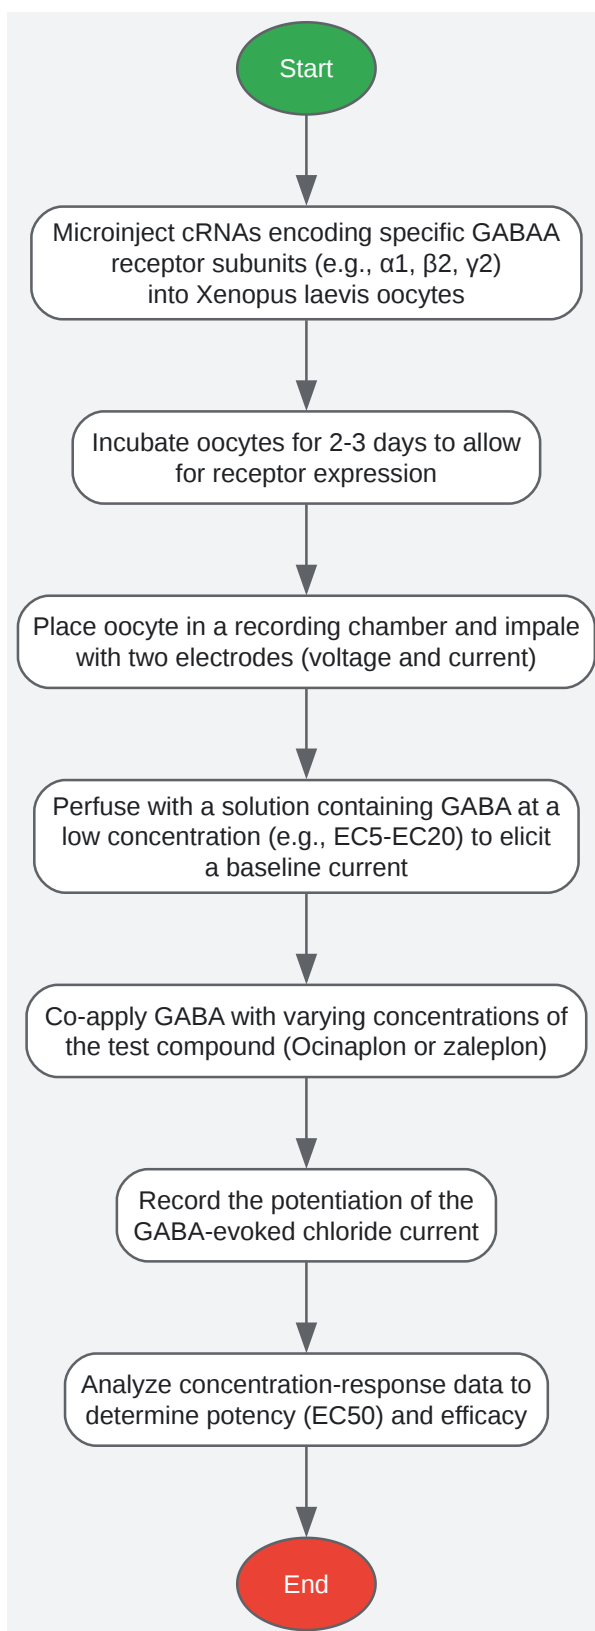 Start
Microinject cRNAs encoding specific GABAA
receptor subunits (e.g., α1, β2, γ2)
into Xenopus laevis oocytes
Incubate oocytes for 2-3 days to allow
for receptor expression
Place oocyte in a recording chamber and impale
with two electrodes (voltage and current)
Perfuse with a solution containing GABA at a
low concentration (e.g., EC5-EC20) to elicit
a baseline current
Co-apply GABA with varying concentrations of
the test compound (Ocinaplon or zaleplon)
Record the potentiation of the
GABA-evoked chloride current
Analyze concentration-response data to
determine potency (EC50) and efficacy
End